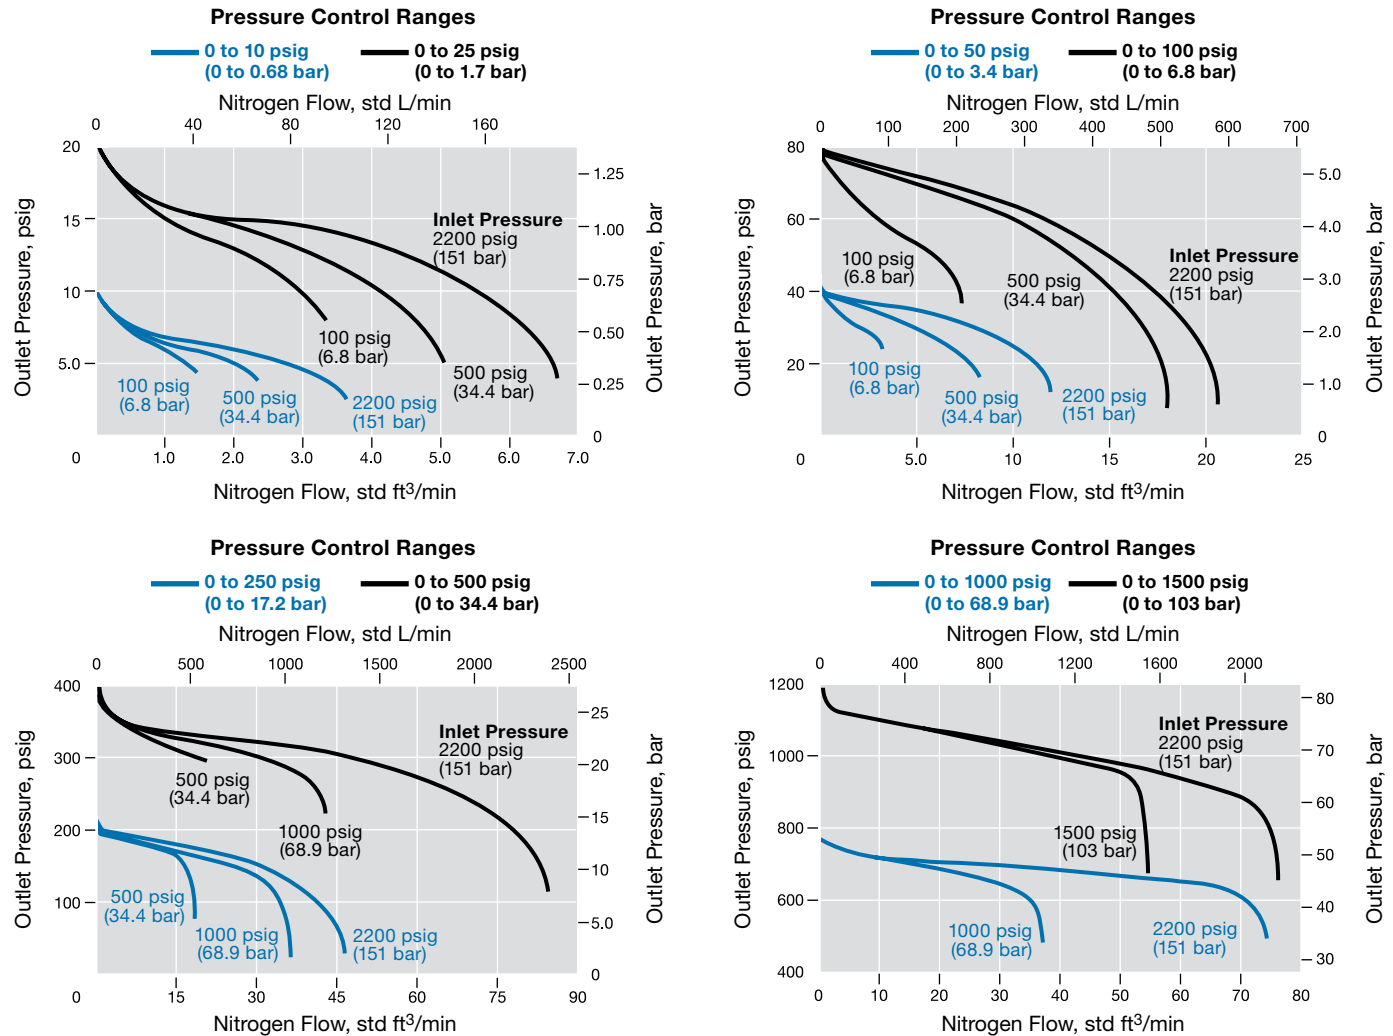 Pressure Control Ranges
0 to 10 psig
(0 to 0.68 bar)
0 to 25 psig
(0 to 1.7 bar)
Nitrogen Flow, std L/min
0 40 80 120 160
20
15
10
5.0
0
Outlet Pressure, psig
1.25
1.00
0.75
0.50
0.25
0
Outlet Pressure, bar
Inlet Pressure
2200 psig
(151 bar)
100 psig
(6.8 bar)
500 psig
(34.4 bar)
100 psig
(6.8 bar)
500 psig
(34.4 bar)
2200 psig
(151 bar)
1.0 2.0 3.0 4.0 5.0 6.0 7.0
Nitrogen Flow, std ft³/min
Pressure Control Ranges
0 to 50 psig
(0 to 3.4 bar)
0 to 100 psig
(0 to 6.8 bar)
Nitrogen Flow, std L/min
0 100 200 300 400 500 600 700
80
60
40
20
0
Outlet Pressure, psig
5.0
4.0
3.0
2.0
1.0
0
Outlet Pressure, bar
100 psig
(6.8 bar)
500 psig
(34.4 bar)
Inlet Pressure
2200 psig
(151 bar)
100 psig
(6.8 bar)
500 psig
(34.4 bar)
2200 psig
(151 bar)
5.0 10 15 20 25
Nitrogen Flow, std ft³/min
Pressure Control Ranges
0 to 250 psig
(0 to 17.2 bar)
0 to 500 psig
(0 to 34.4 bar)
Nitrogen Flow, std L/min
0 500 1000 1500 2000 2500
400
300
200
100
0
Outlet Pressure, psig
25
20
15
10
5.0
0
Outlet Pressure, bar
Inlet Pressure
2200 psig
(151 bar)
500 psig
(34.4 bar)
1000 psig
(68.9 bar)
500 psig
(34.4 bar)
1000 psig
(68.9 bar)
2200 psig
(151 bar)
15 30 45 60 75 90
Nitrogen Flow, std ft³/min
Pressure Control Ranges
0 to 1000 psig
(0 to 68.9 bar)
0 to 1500 psig
(0 to 103 bar)
Nitrogen Flow, std L/min
0 400 800 1200 1600 2000
1200
1000
800
600
400
Outlet Pressure, psig
80
70
60
50
40
30
Outlet Pressure, bar
Inlet Pressure
2200 psig
(151 bar)
1500 psig
(103 bar)
1000 psig
(68.9 bar)
2200 psig
(151 bar)
0 10 20 30 40 50 60 70 80
Nitrogen Flow, std ft³/min